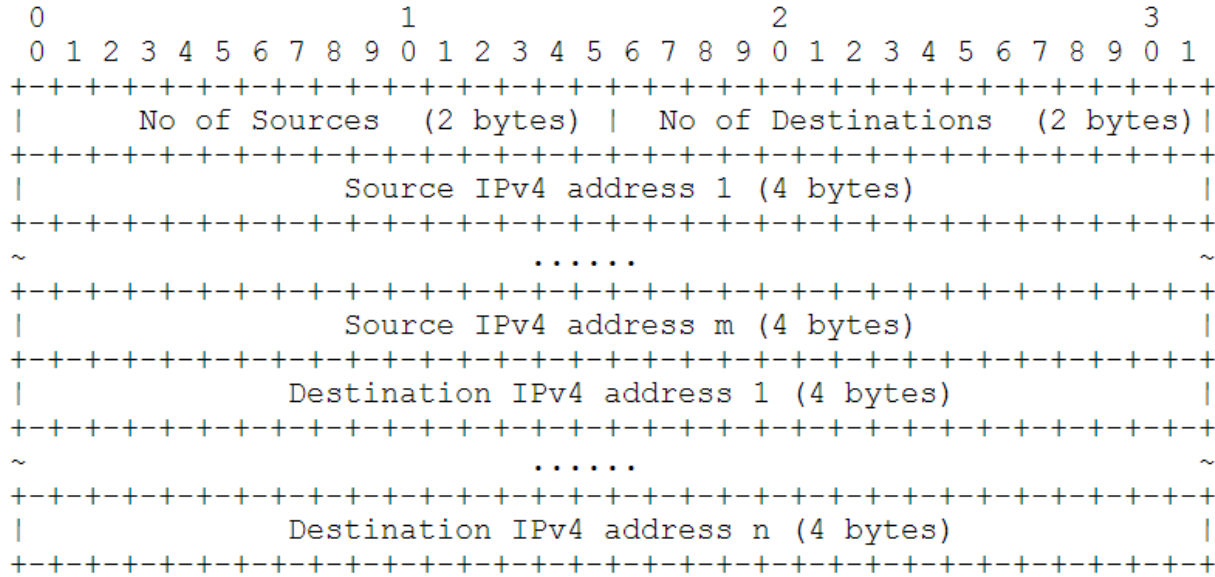 0                   1                   2                   3
 0 1 2 3 4 5 6 7 8 9 0 1 2 3 4 5 6 7 8 9 0 1 2 3 4 5 6 7 8 9 0 1
+-+-+-+-+-+-+-+-+-+-+-+-+-+-+-+-+-+-+-+-+-+-+-+-+-+-+-+-+-+-+-+-+
|      No of Sources  (2 bytes) |  No of Destinations  (2 bytes)|
+-+-+-+-+-+-+-+-+-+-+-+-+-+-+-+-+-+-+-+-+-+-+-+-+-+-+-+-+-+-+-+-+
|                 Source IPv4 address 1 (4 bytes)               |
+-+-+-+-+-+-+-+-+-+-+-+-+-+-+-+-+-+-+-+-+-+-+-+-+-+-+-+-+-+-+-+-+
~                           ......                              ~
+-+-+-+-+-+-+-+-+-+-+-+-+-+-+-+-+-+-+-+-+-+-+-+-+-+-+-+-+-+-+-+-+
|                 Source IPv4 address m (4 bytes)               |
+-+-+-+-+-+-+-+-+-+-+-+-+-+-+-+-+-+-+-+-+-+-+-+-+-+-+-+-+-+-+-+-+
|              Destination IPv4 address 1 (4 bytes)             |
+-+-+-+-+-+-+-+-+-+-+-+-+-+-+-+-+-+-+-+-+-+-+-+-+-+-+-+-+-+-+-+-+
~                           ......                              ~
+-+-+-+-+-+-+-+-+-+-+-+-+-+-+-+-+-+-+-+-+-+-+-+-+-+-+-+-+-+-+-+-+
|              Destination IPv4 address n (4 bytes)             |
+-+-+-+-+-+-+-+-+-+-+-+-+-+-+-+-+-+-+-+-+-+-+-+-+-+-+-+-+-+-+-+-+